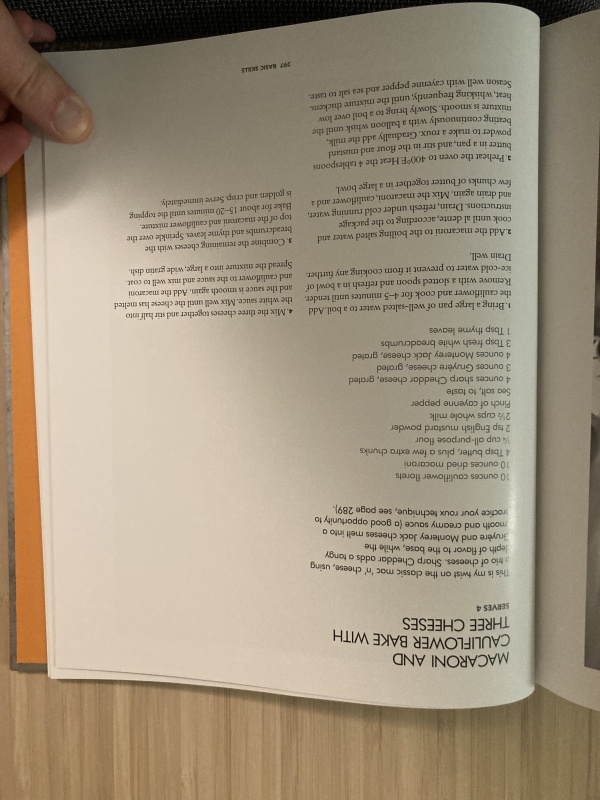 MACARONI AND
CAULIFLOWER BAKE WITH
THREE CHEESES
SERVES 4
This is my twist on the classic mac 'n' cheese, using
a trio of cheeses. Sharp Cheddar adds a tangy
depth of flavor to the base, while the
Gruyère and Monterey Jack cheeses melt into a
smooth and creamy sauce (a good opportunity to
practice your roux technique, see page 289).
10 ounces cauliflower florets
10 ounces dried macaroni
4 Tbsp butter, plus a few extra chunks
¼ cup all-purpose flour
2 tsp English mustard powder
2½ cups whole milk
Pinch of cayenne pepper
Sea salt, to taste
4 ounces sharp Cheddar cheese, grated
3 ounces Gruyère cheese, grated
4 ounces Monterey Jack cheese, grated
3 Tbsp fresh white breadcrumbs
1 Tbsp thyme leaves
1. Bring a large pan of well-salted water to a boil. Add
the cauliflower and cook for 4–5 minutes until tender.
Remove with a slotted spoon and refresh in a bowl of
ice-cold water to prevent it from cooking any further.
Drain well.
2. Add the macaroni to the boiling salted water and
cook until al dente, according to the package
instructions. Drain, refresh under cold running water,
and drain again. Mix the macaroni, cauliflower and a
few chunks of butter together in a large bowl.
3. Preheat the oven to 400°F. Heat the 4 tablespoons
butter in a pan, and stir in the flour and mustard
powder to make a roux. Gradually add the milk,
beating continuously with a balloon whisk until the
mixture is smooth. Slowly bring to a boil over low
heat, whisking frequently, until the mixture thickens.
Season well with cayenne pepper and sea salt to taste.
4. Mix the three cheeses together and stir half into
the white sauce. Mix well until the cheese has melted
and the sauce is smooth again. Add the macaroni
and cauliflower to the sauce and mix well to coat.
Spread the mixture into a large, wide gratin dish.
5. Combine the remaining cheeses with the
breadcrumbs and thyme leaves. Sprinkle over the
top of the macaroni and cauliflower mixture.
Bake for about 15–20 minutes until the topping
is golden and crisp. Serve immediately.
297 BASIC SKILLS